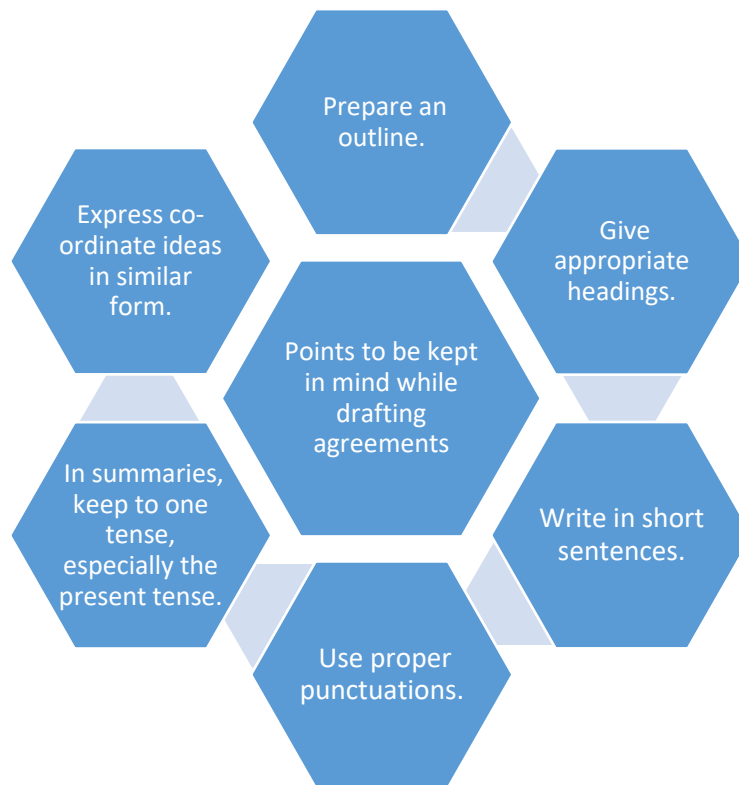 Prepare an
outline.
Give
appropriate
headings.
Write in short
sentences.
Use proper
punctuations.
In summaries,
keep to one
tense,
especially the
present tense.
Express co-
ordinate ideas
in similar
form.
Points to be kept
in mind while
drafting
agreements